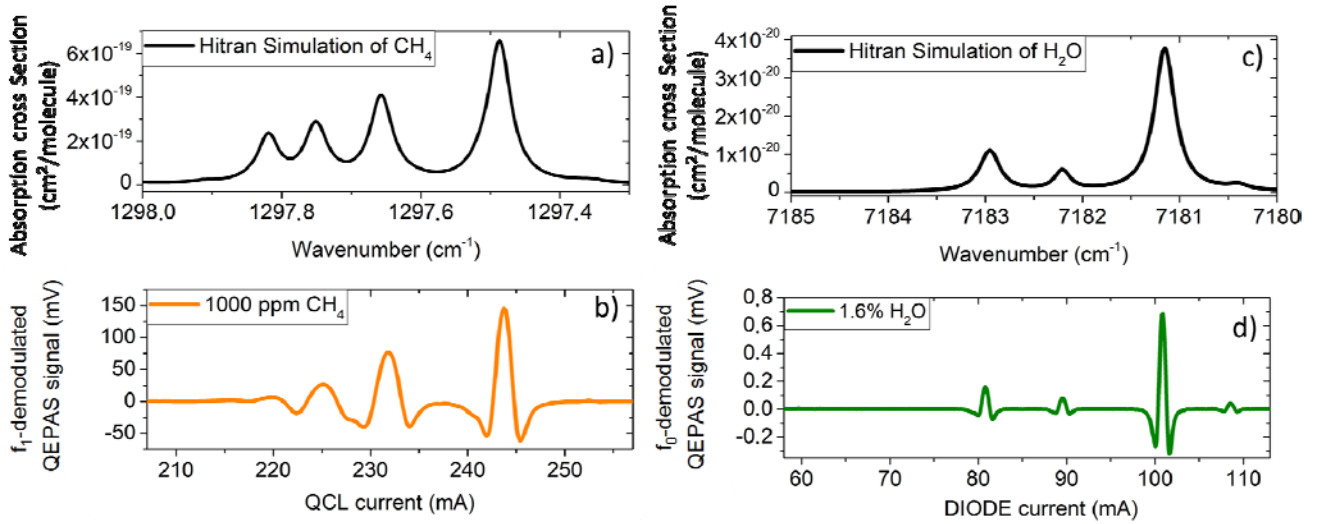 Absorption cross Section
(cm²/molecule)
6x10⁻¹⁹
4x10⁻¹⁹
2x10⁻¹⁹
0
Hitran Simulation of CH₄
a)
1298.0 1297.8 1297.6 1297.4
Wavenumber (cm⁻¹)
Absorption cross Section
(cm²/molecule)
4x10⁻²⁰
3x10⁻²⁰
2x10⁻²⁰
1x10⁻²⁰
0
Hitran Simulation of H₂O
c)
7185 7184 7183 7182 7181 7180
Wavenumber (cm⁻¹)
f₁-demodulated
QEPAS signal (mV)
150
100
50
0
-50
1000 ppm CH₄
b)
210 220 230 240 250
QCL current (mA)
f₀-demodulated
QEPAS signal (mV)
0.8
0.6
0.4
0.2
0.0
-0.2
1.6% H₂O
d)
60 70 80 90 100 110
DIODE current (mA)